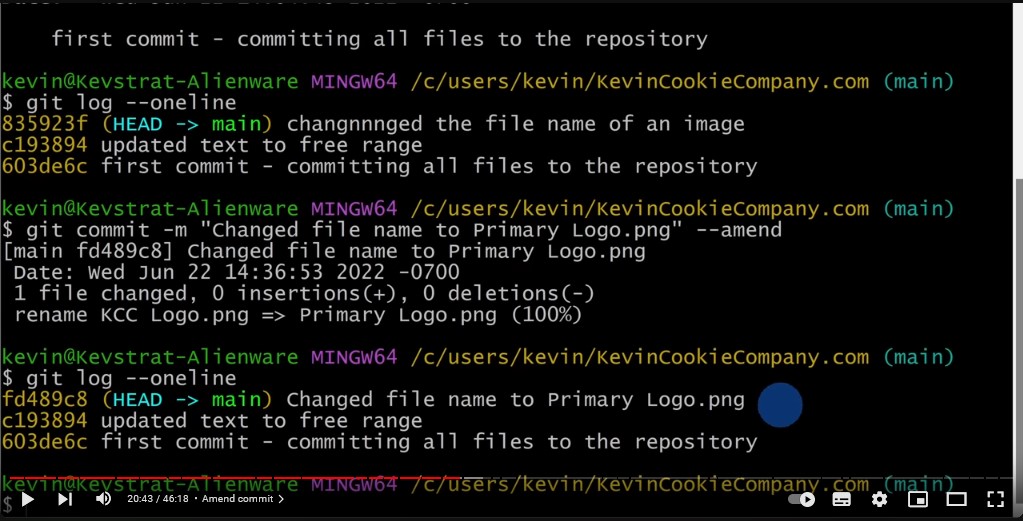 first commit - committing all files to the repository
kevin@Kevstrat-Alienware MINGW64 /c/users/kevin/KevinCookieCompany.com (main)
$ git log --oneline
835923f (HEAD -> main) changnnnged the file name of an image
c193894 updated text to free range
603de6c first commit - committing all files to the repository
kevin@Kevstrat-Alienware MINGW64 /c/users/kevin/KevinCookieCompany.com (main)
$ git commit -m "Changed file name to Primary Logo.png" --amend
[main fd489c8] Changed file name to Primary Logo.png
Date: Wed Jun 22 14:36:53 2022 -0700
1 file changed, 0 insertions(+), 0 deletions(-)
rename KCC Logo.png => Primary Logo.png (100%)
kevin@Kevstrat-Alienware MINGW64 /c/users/kevin/KevinCookieCompany.com (main)
$ git log --oneline
fd489c8 (HEAD -> main) Changed file name to Primary Logo.png
c193894 updated text to free range
603de6c first commit - committing all files to the repository
kevin@Kevstrat-Alienware MINGW64 /c/users/kevin/KevinCookieCompany.com (main)
20:43 / 46:18 • Amend commit >
$